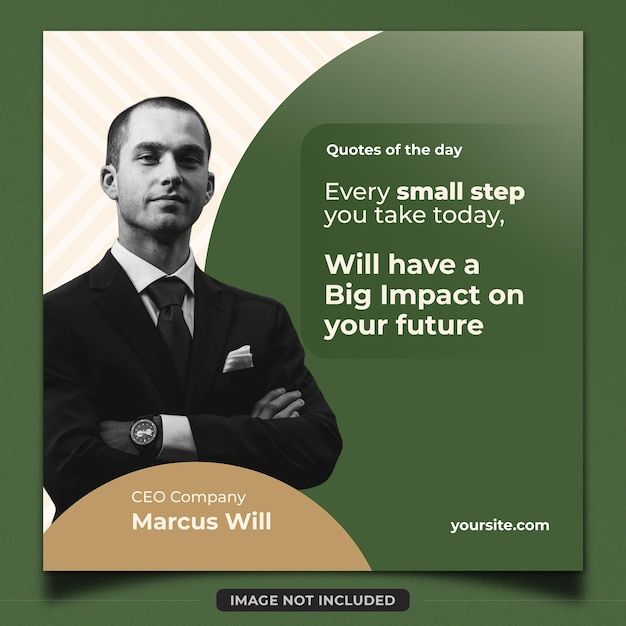 Quotes of the day
Every small step
you take today,
Will have a
Big Impact on
your future
CEO Company
Marcus Will
yoursite.com
IMAGE NOT INCLUDED